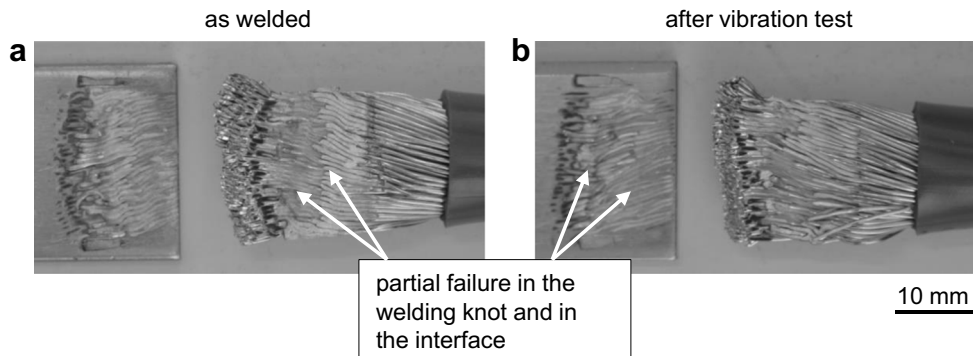 as welded
after vibration test
a
b
partial failure in the
welding knot and in
the interface
10 mm